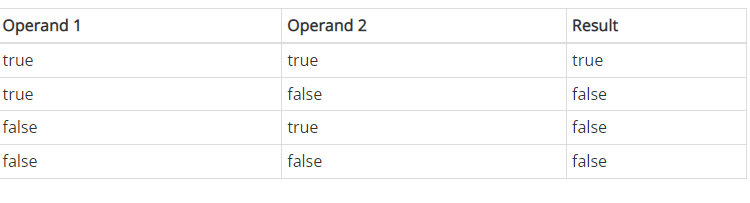 Operand 1 Operand 2 Result
true true true
true false false
false true false
false false false